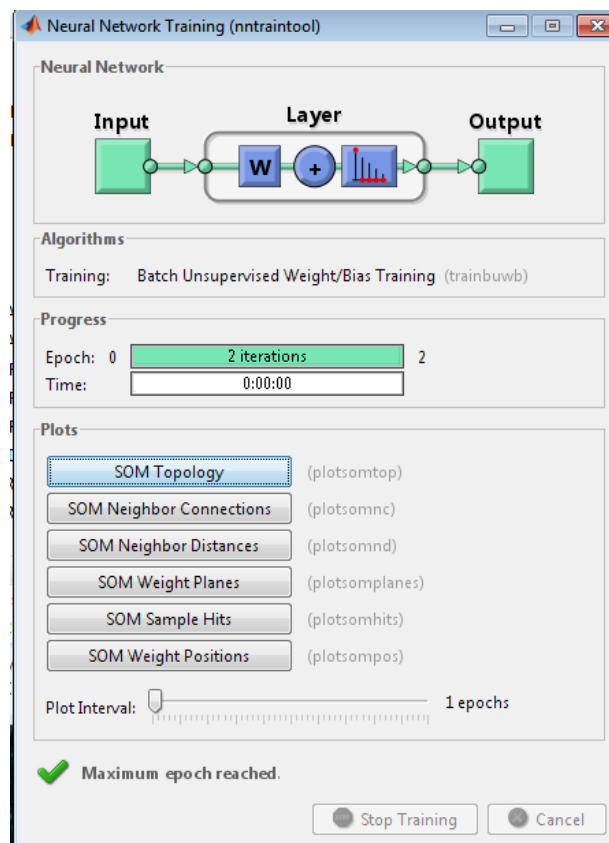 Neural Network Training (nntraintool)
Neural Network
Input
Layer
Output
W
+
Algorithms
Training: Batch Unsupervised Weight/Bias Training (trainbuwb)
Progress
Epoch: 0 2 iterations 2
Time: 0:00:00
Plots
SOM Topology (plotsomtop)
SOM Neighbor Connections (plotsomnc)
SOM Neighbor Distances (plotsomnd)
SOM Weight Planes (plotsomplanes)
SOM Sample Hits (plotsomhits)
SOM Weight Positions (plotsompos)
Plot Interval: 1 epochs
Maximum epoch reached.
Stop Training Cancel